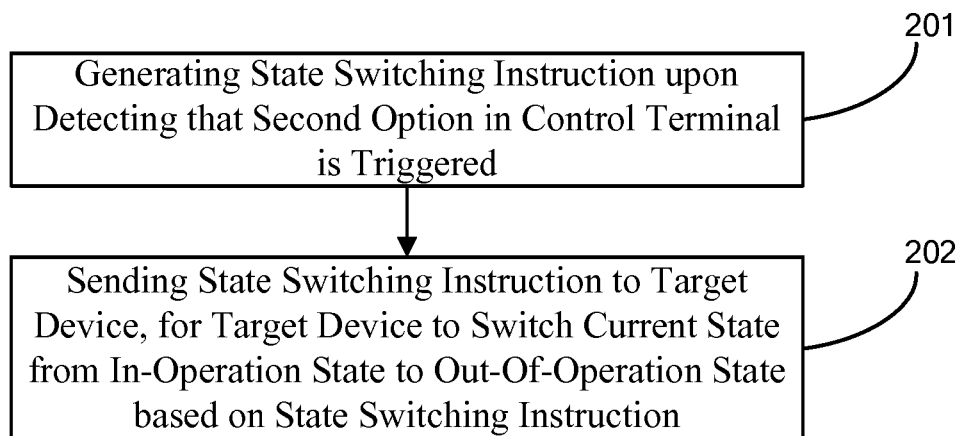 201
Generating State Switching Instruction upon
Detecting that Second Option in Control Terminal
is Triggered
202
Sending State Switching Instruction to Target
Device, for Target Device to Switch Current State
from In-Operation State to Out-Of-Operation State
based on State Switching Instruction